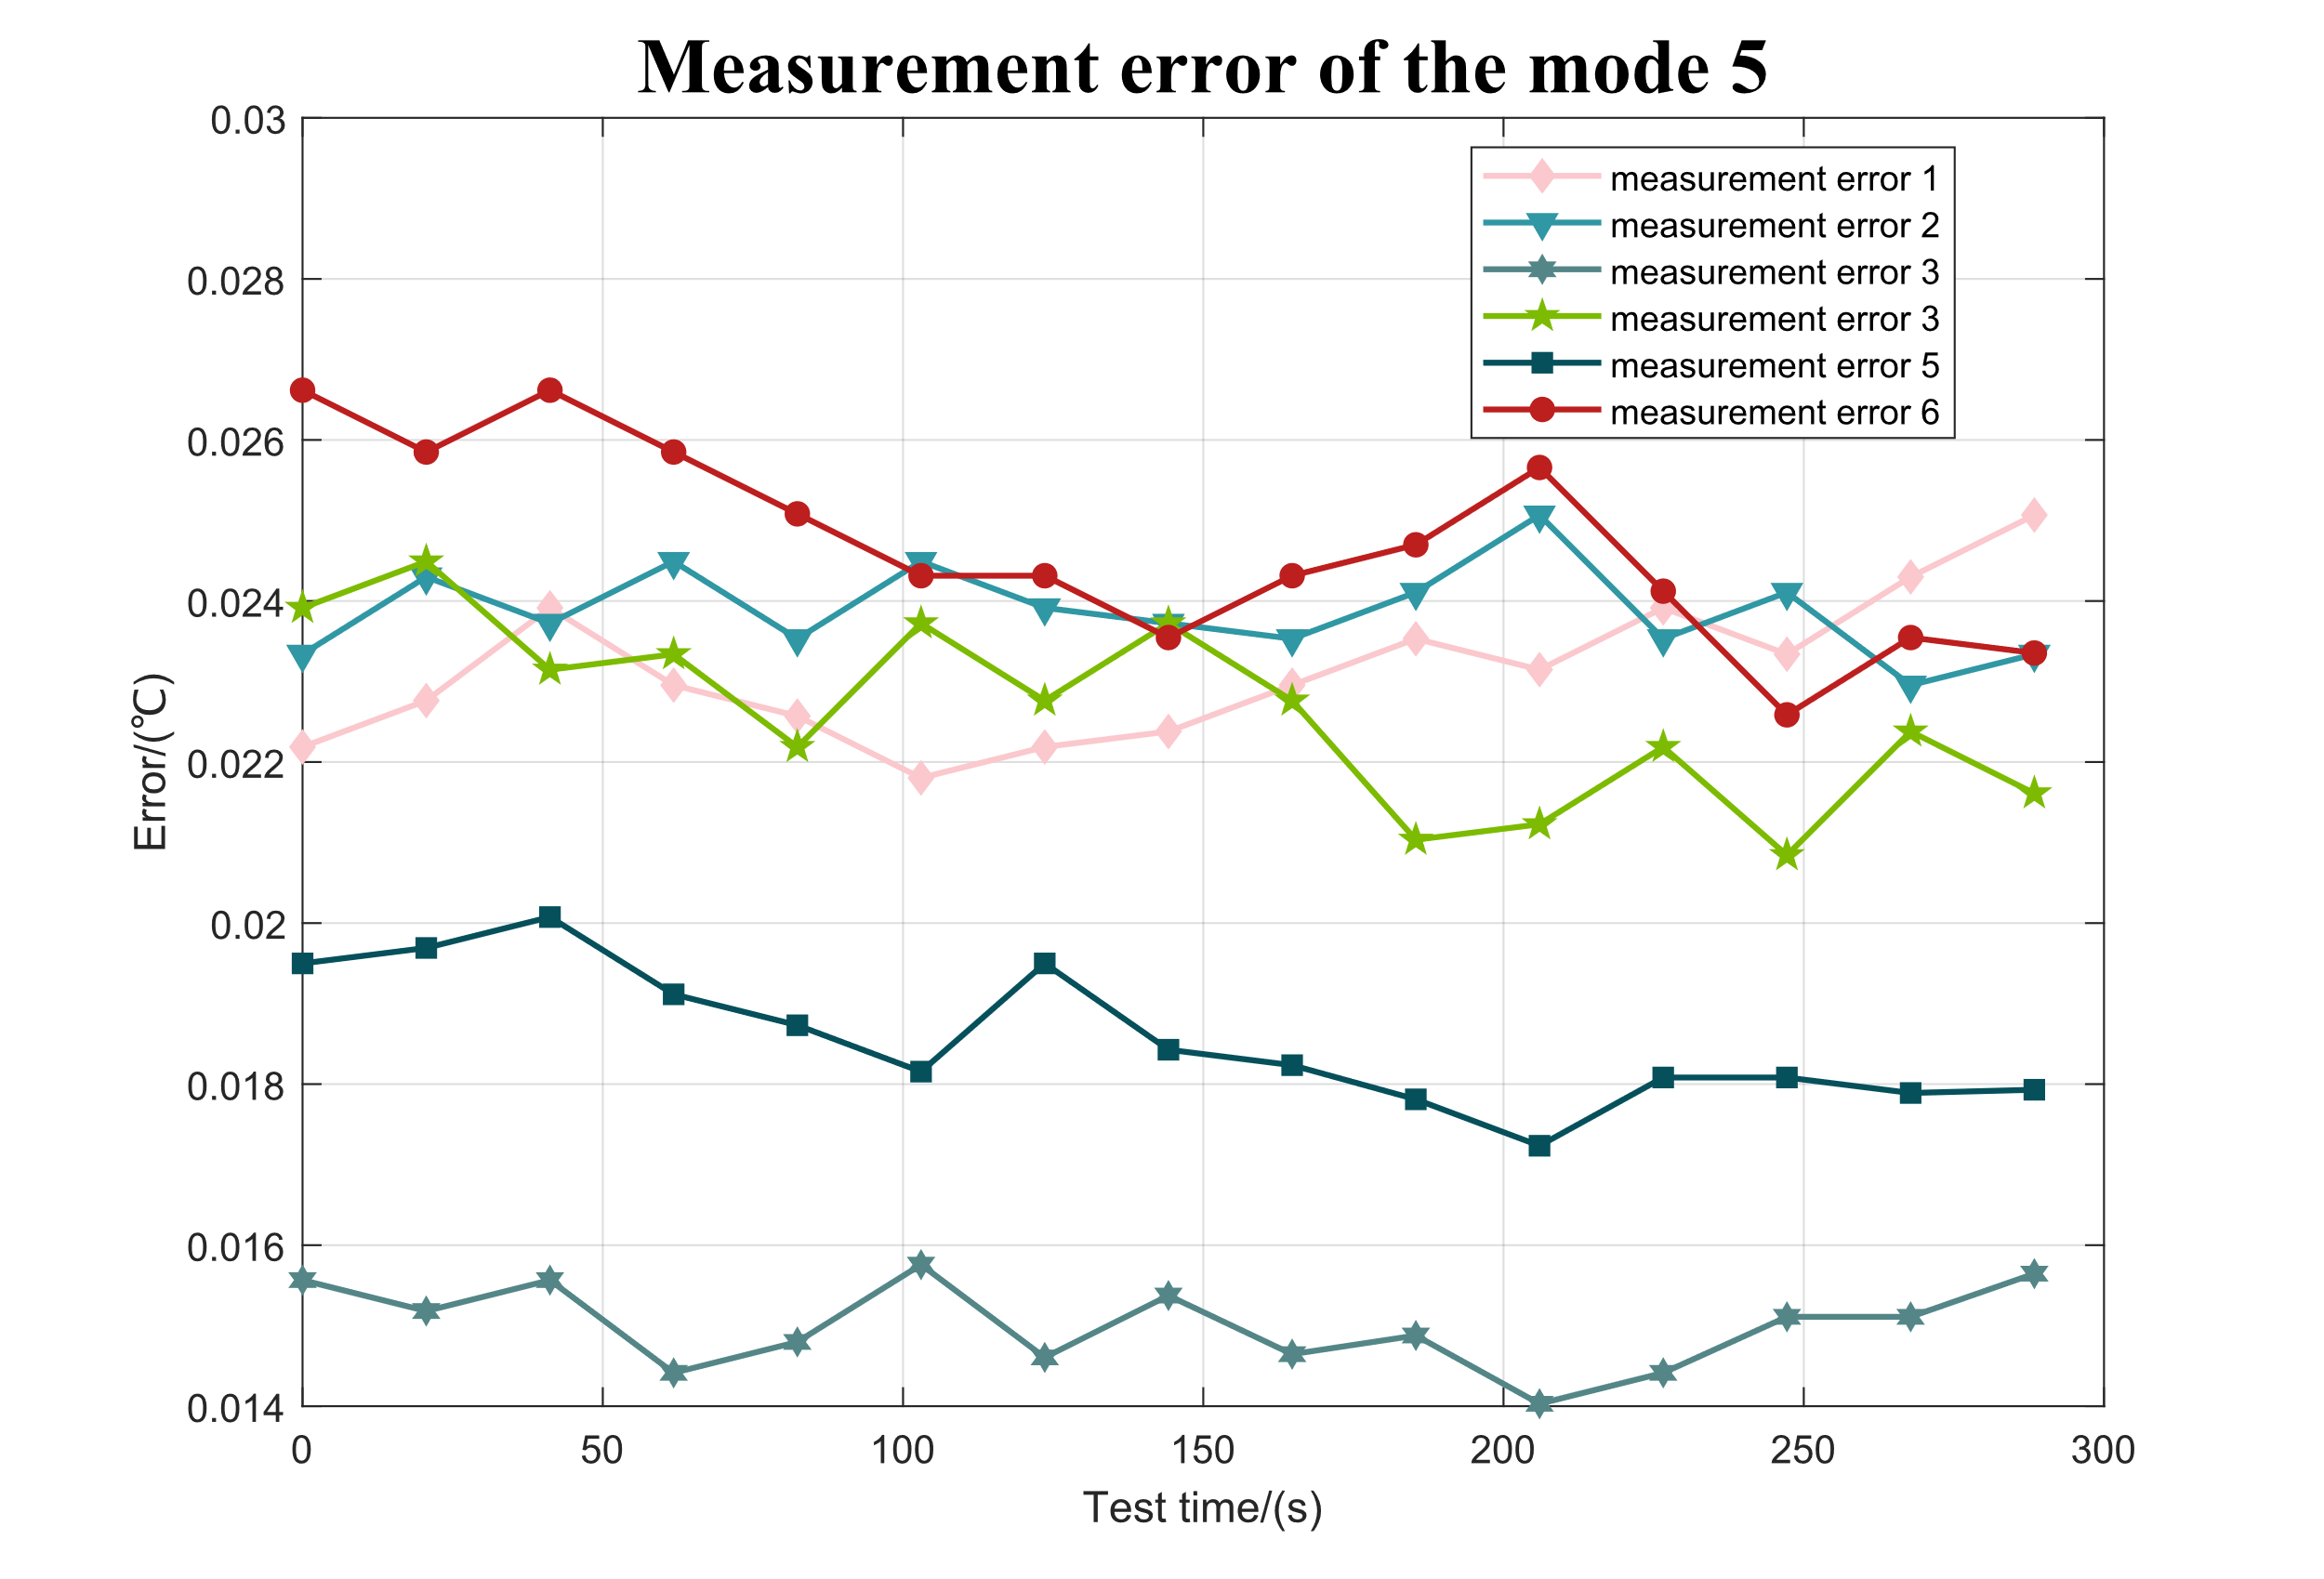 Measurement error of the mode 5
0.03
0.028
0.026
0.024
0.022
0.02
0.018
0.016
0.014
Error/(°C)
measurement error 1
measurement error 2
measurement error 3
measurement error 3
measurement error 5
measurement error 6
0 50 100 150 200 250 300
Test time/(s)